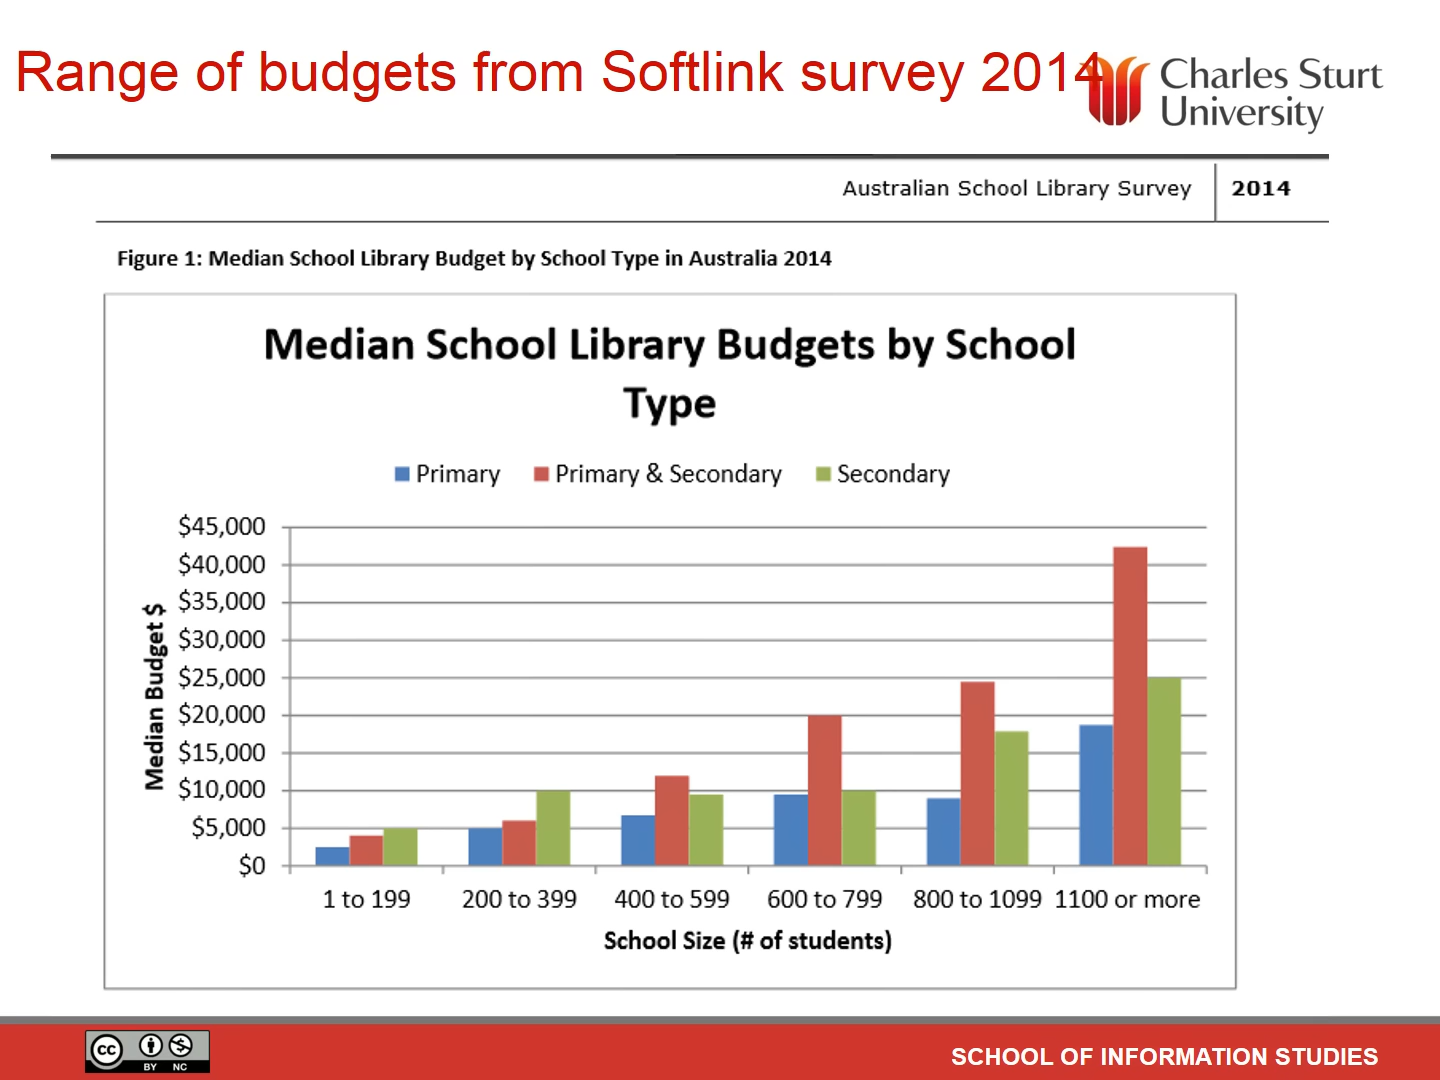 Range of budgets from Softlink survey 2014
Charles Sturt
University
Australian School Library Survey 2014
Figure 1: Median School Library Budget by School Type in Australia 2014
Median School Library Budgets by School
Type
Primary Primary & Secondary Secondary
$45,000
$40,000
$35,000
$30,000
$25,000
$20,000
$15,000
$10,000
$5,000
$0
Median Budget $
1 to 199 200 to 399 400 to 599 600 to 799 800 to 1099 1100 or more
School Size (# of students)
cc
BY NC
SCHOOL OF INFORMATION STUDIES